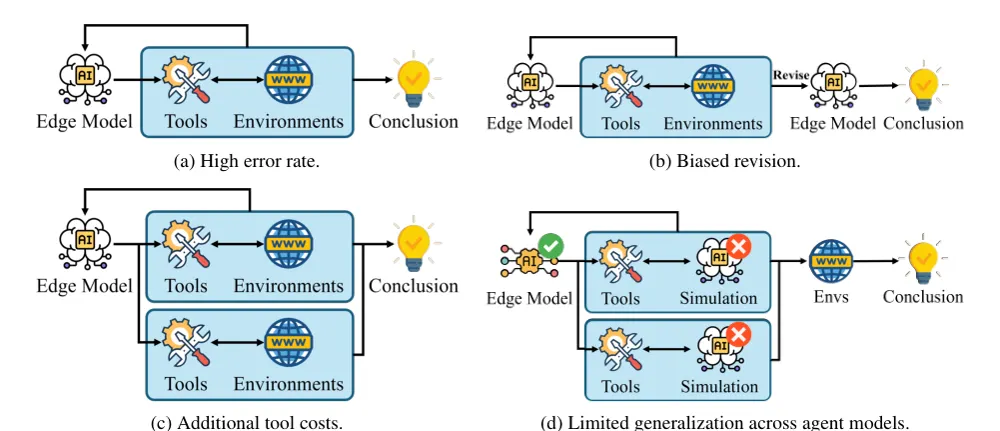 AI
WWW
Edge Model Tools Environments Conclusion
(a) High error rate.
AI
WWW
Revise
AI
Edge Model Tools Environments Edge Model Conclusion
(b) Biased revision.
AI
WWW
Edge Model Tools Environments Conclusion
WWW
Tools Environments
(c) Additional tool costs.
AI
AI
WWW
Edge Model Tools Simulation Envs Conclusion
AI
Tools Simulation
(d) Limited generalization across agent models.